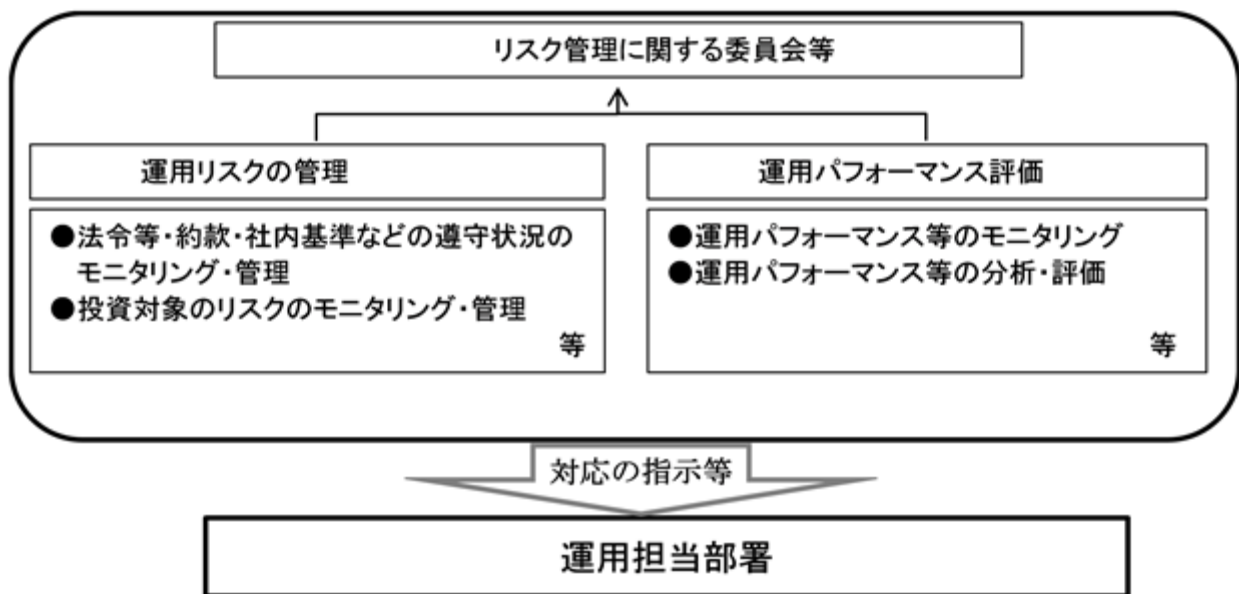 リスク管理に関する委員会等
運用リスクの管理
●法令等・約款・社内基準などの遵守状況の
モニタリング・管理
●投資対象のリスクのモニタリング・管理
等
運用パフォーマンス評価
●運用パフォーマンス等のモニタリング
●運用パフォーマンス等の分析・評価
等
対応の指示等
運用担当部署